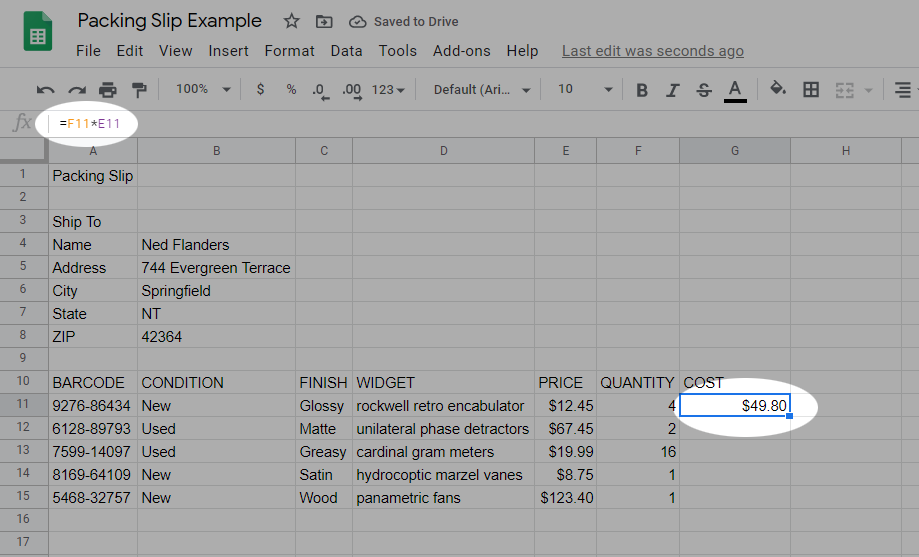 Packing Slip Example Saved to Drive
File Edit View Insert Format Data Tools Add-ons Help Last edit was seconds ago
100% $ % .0 .00 123 Default (Ari... 10 B I S A
fx =F11*E11
A B C D E F G H
1 Packing Slip
2
3 Ship To
4 Name Ned Flanders
5 Address 744 Evergreen Terrace
6 City Springfield
7 State NT
8 ZIP 42364
9
10 BARCODE CONDITION FINISH WIDGET PRICE QUANTITY COST
11 9276-86434 New Glossy rockwell retro encabulator $12.45 4 $49.80
12 6128-89793 Used Matte unilateral phase detractors $67.45 2
13 7599-14097 Used Greasy cardinal gram meters $19.99 16
14 8169-64109 New Satin hydrocoptic marzel vanes $8.75 1
15 5468-32757 New Wood panametric fans $123.40 1
16
17